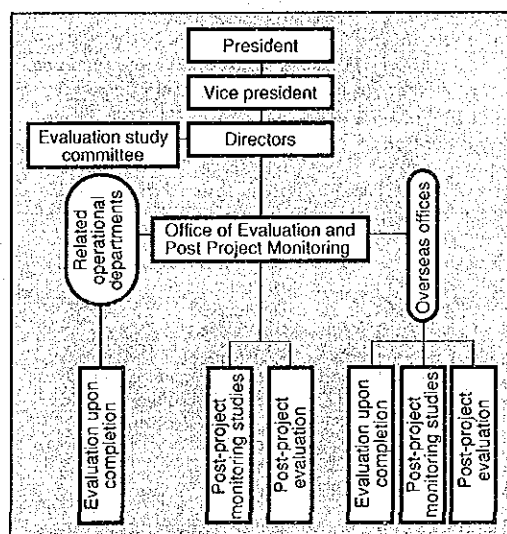 President
Vice president
Evaluation study
committee
Directors
Related
operational
departments
Office of Evaluation and
Post Project Monitoring
Overseas offices
Evaluation upon
completion
Post-project
monitoring studies
Post-project
evaluation
Evaluation upon
completion
Post-project
monitoring studies
Post-project
evaluation